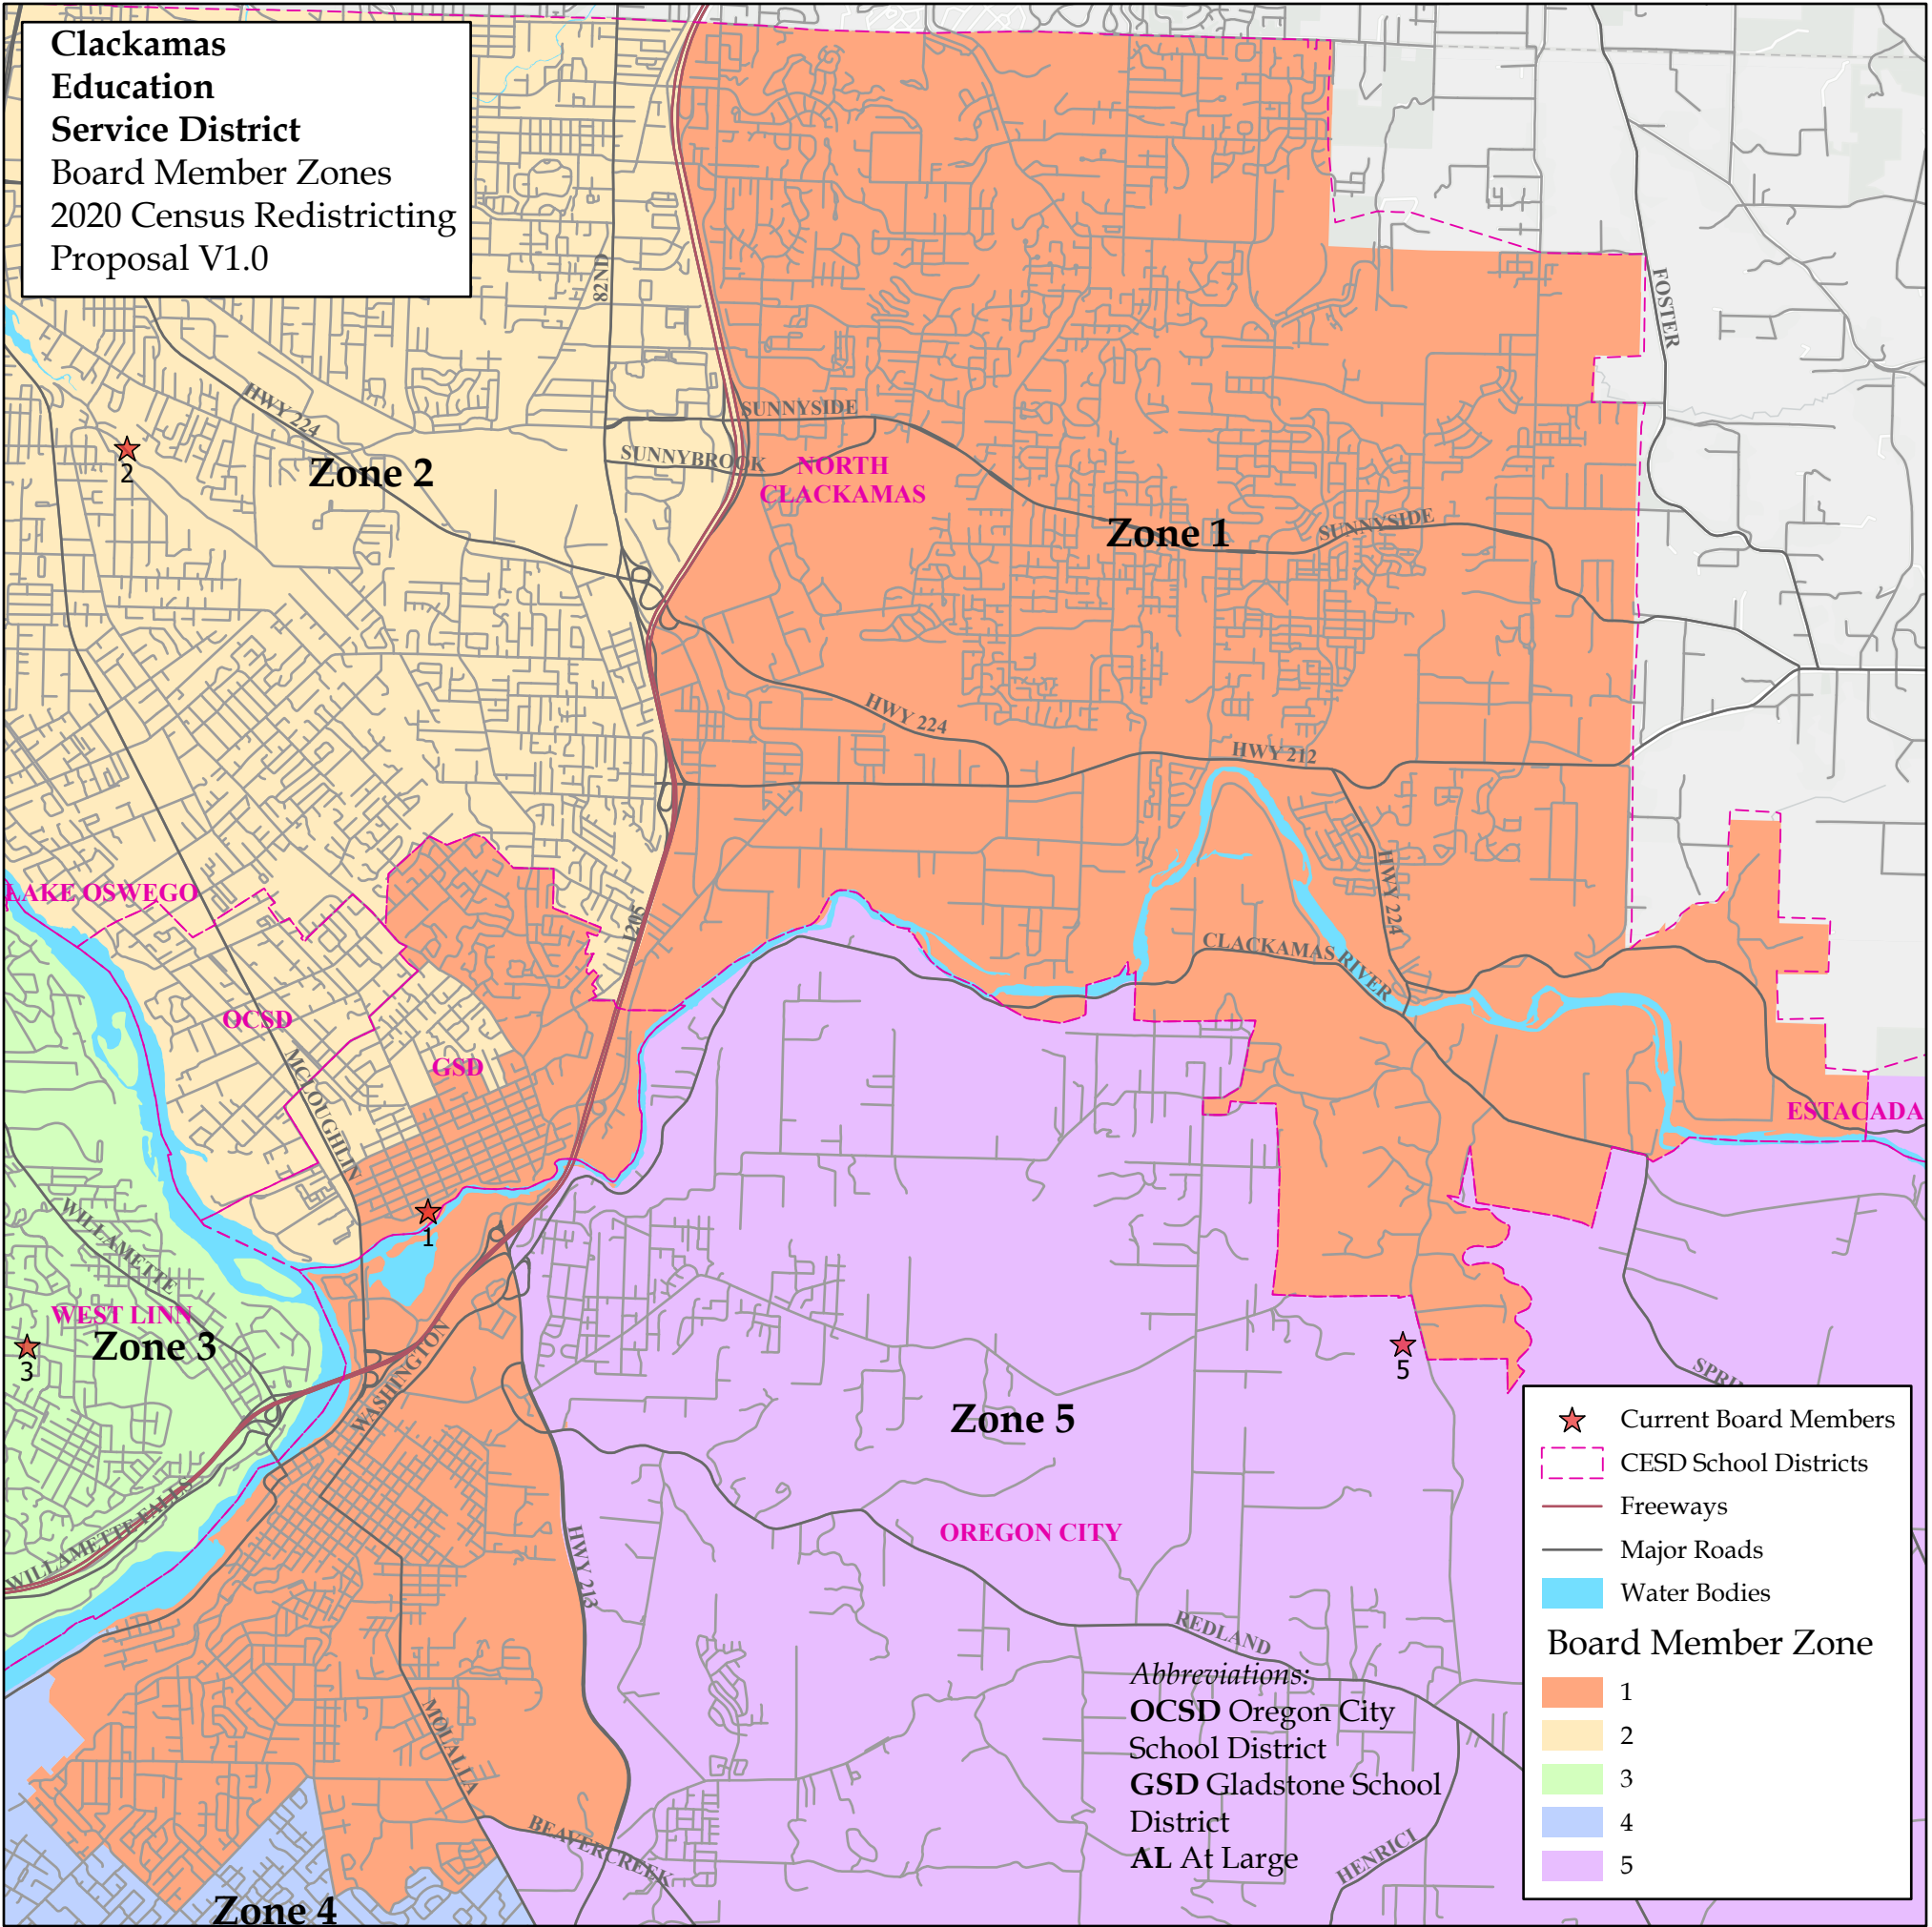 Clackamas
Education
Service District
Board Member Zones
2020 Census Redistricting
Proposal V1.0
82ND
FOSTER
HWY 224
SUNNYSIDE
SUNNYBROOK
NORTH
CLACKAMAS
2
Zone 2
Zone 1
SUNNYSIDE
HWY 224
HWY 212
HWY 224
LAKE OSWEGO
I205
CLACKAMAS RIVER
OCSD
GSD
MCLOUGHLIN
ESTACADA
1
WILLAMETTE
WEST LINN
Zone 3
3
WASHINGTON
5
Zone 5
WILLAMETTE FALLS
OREGON CITY
HWY 213
REDLAND
MOLALLA
BEAVERCREEK
HENRICI
Zone 4
Abbreviations:
OCSD Oregon City
School District
GSD Gladstone School
District
AL At Large
Current Board Members
CESD School Districts
Freeways
Major Roads
Water Bodies
Board Member Zone
1
2
3
4
5